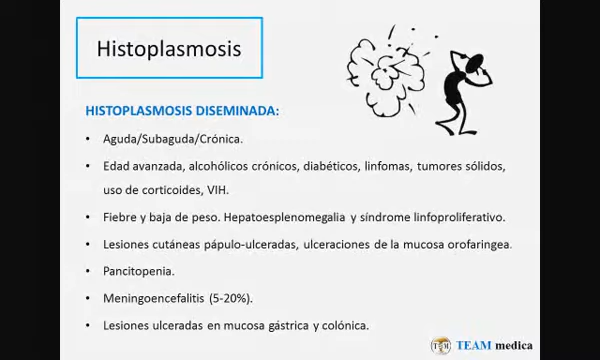 Histoplasmosis
HISTOPLASMOSIS DISEMINADA:
• Aguda/Subaguda/Crónica.
• Edad avanzada, alcohólicos crónicos, diabéticos, linfomas, tumores sólidos,
uso de corticoides, VIH.
• Fiebre y baja de peso. Hepatoesplenomegalia y síndrome linfoproliferativo.
• Lesiones cutáneas pápulo-ulceradas, ulceraciones de la mucosa orofaringea.
• Pancitopenia.
• Meningoencefalitis (5-20%).
• Lesiones ulceradas en mucosa gástrica y colónica.
TEAM medica